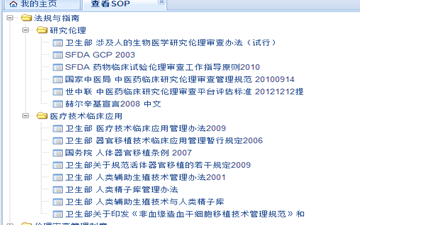 我的主页 查看SOP
法规与指南
研究伦理
卫生部 涉及人的生物医学研究伦理审查办法（试行）
SFDA GCP 2003
SFDA 药物临床试验伦理审查工作指导原则2010
国家中医局 中医药临床研究伦理审查管理规范 20100914
世中联 中医药临床研究伦理审查平台评估标准 20121212提
赫尔辛基宣言2008 中文
医疗技术临床应用
卫生部 医疗技术临床应用管理办法2009
卫生部 器官移植技术临床应用管理暂行规定2006
国务院 人体器官移植条例 2007
卫生部关于规范活体器官移植的若干规定2009
卫生部 人类辅助生殖技术管理办法2001
卫生部 人类精子库管理办法
卫生部 人类辅助生殖技术与人类精子库
卫生部关于印发《非血缘造血干细胞移植技术管理规范》和